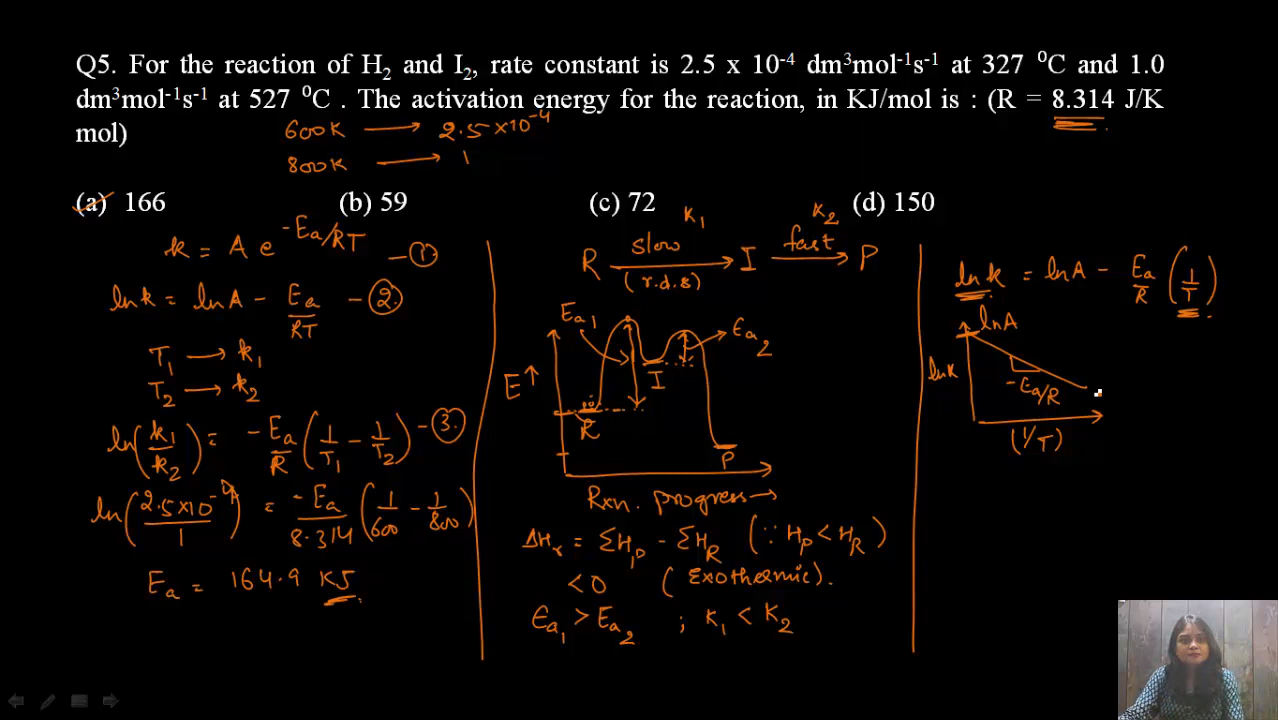 Q5. For the reaction of H₂ and I₂, rate constant is 2.5 x 10⁻⁴ dm³mol⁻¹s⁻¹ at 327 ⁰C and 1.0
dm³mol⁻¹s⁻¹ at 527 ⁰C . The activation energy for the reaction, in KJ/mol is : (R = 8.314 J/K
mol)
600K → 2.5×10⁻⁴
800K → 1
(a) 166 (b) 59 (c) 72 (d) 150
k = A e^(-Ea/RT) — ①
lnk = lnA - Ea/RT - ②
T₁ → k₁
T₂ → k₂
ln(k₁/k₂) = -Ea/R (1/T₁ - 1/T₂) - ③
ln(2.5×10⁻⁴/1) = -Ea/8.314 (1/600 - 1/800)
Ea = 164.9 KJ
K₁ K₂
R slow → I fast → P
(r.d.s)
Ea₁
Ea₂
E↑
I
R
P
Rxn. progress →
ΔHr = ΣHp - ΣHR (∵ Hp < HR)
< 0 (Exothermic).
Ea₁ > Ea₂ ; K₁ < K₂
ln k = lnA - Ea/R (1/T)
lnA
lnk
-Ea/R
(1/T)